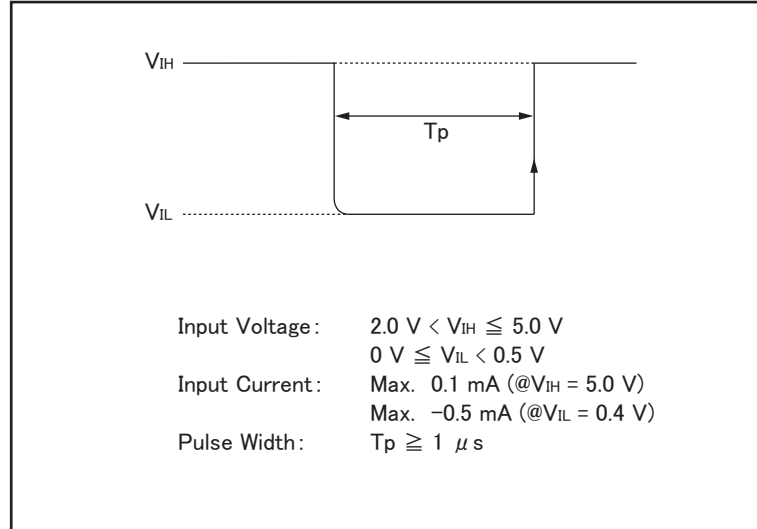 VIH
Tp
VIL
Input Voltage: 2.0 V < VIH ≦ 5.0 V
0 V ≦ VIL < 0.5 V
Input Current: Max. 0.1 mA (@VIH = 5.0 V)
Max. -0.5 mA (@VIL = 0.4 V)
Pulse Width: Tp ≧ 1 μs